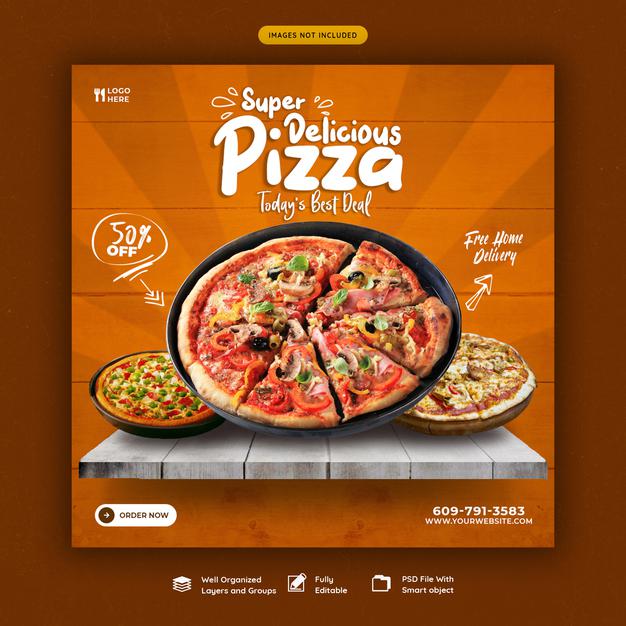 IMAGES NOT INCLUDED
LOGO
HERE
Super
Delicious
Pizza
Today's Best Deal
50%
OFF
Free Home
Delivery
ORDER NOW
609-791-3583
WWW.YOURWEBSITE.COM
Well Organized
Layers and Groups
Fully
Editable
PSD File With
Smart object